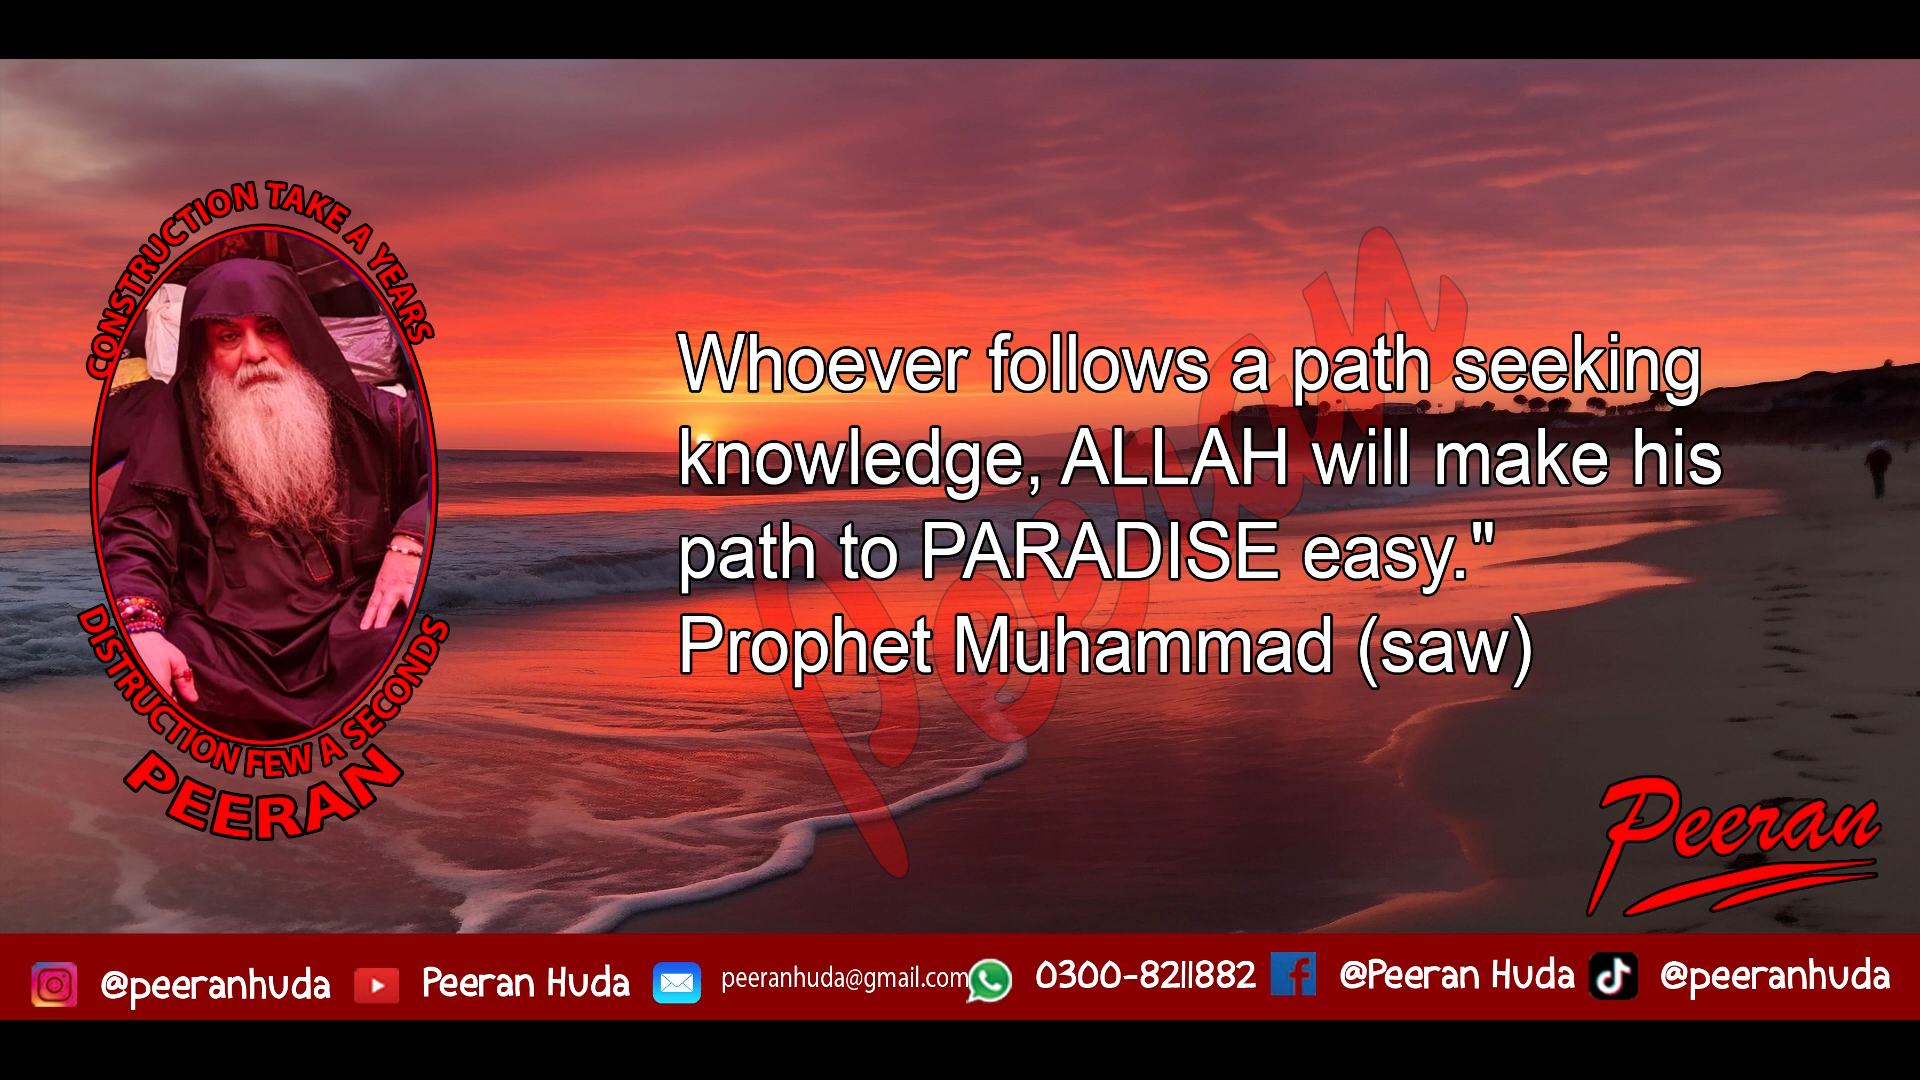 CONSTRUCTION TAKE A YEARS
DISTRUCTION FEW A SECONDS
PEERAN
Whoever follows a path seeking
knowledge, ALLAH will make his
path to PARADISE easy."
Prophet Muhammad (saw)
Peeran
Peeran
@peeranhuda
Peeran Huda
peeranhuda@gmail.com
0300-8211882
@Peeran Huda
@peeranhuda